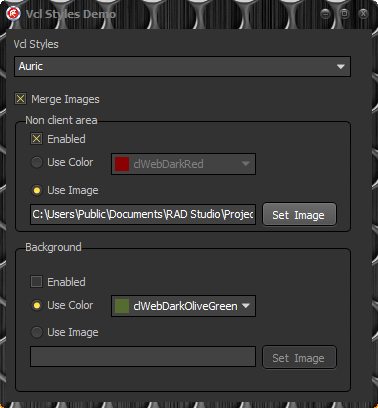 Vcl Styles Demo
Vcl Styles
Auric
Merge Images
Non client area
Enabled
Use Color clWebDarkRed
Use Image
C:\Users\Public\Documents\RAD Studio\Projec Set Image
Background
Enabled
Use Color clWebDarkOliveGreen
Use Image
Set Image